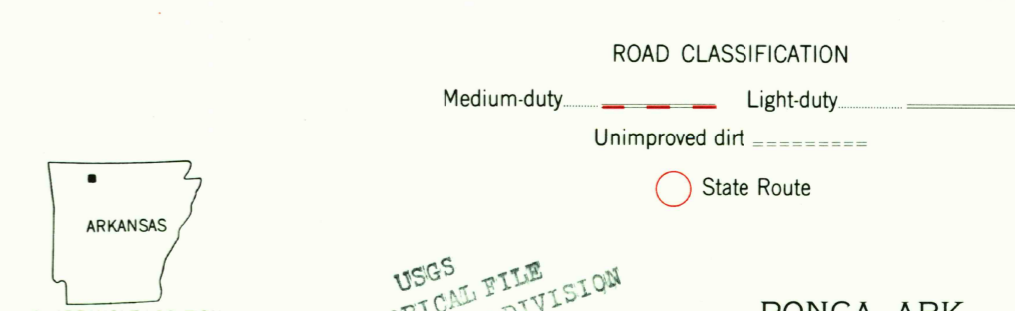 ROAD CLASSIFICATION
Medium-duty Light-duty
Unimproved dirt
State Route
ARKANSAS
USGS
FILE
DIVISION